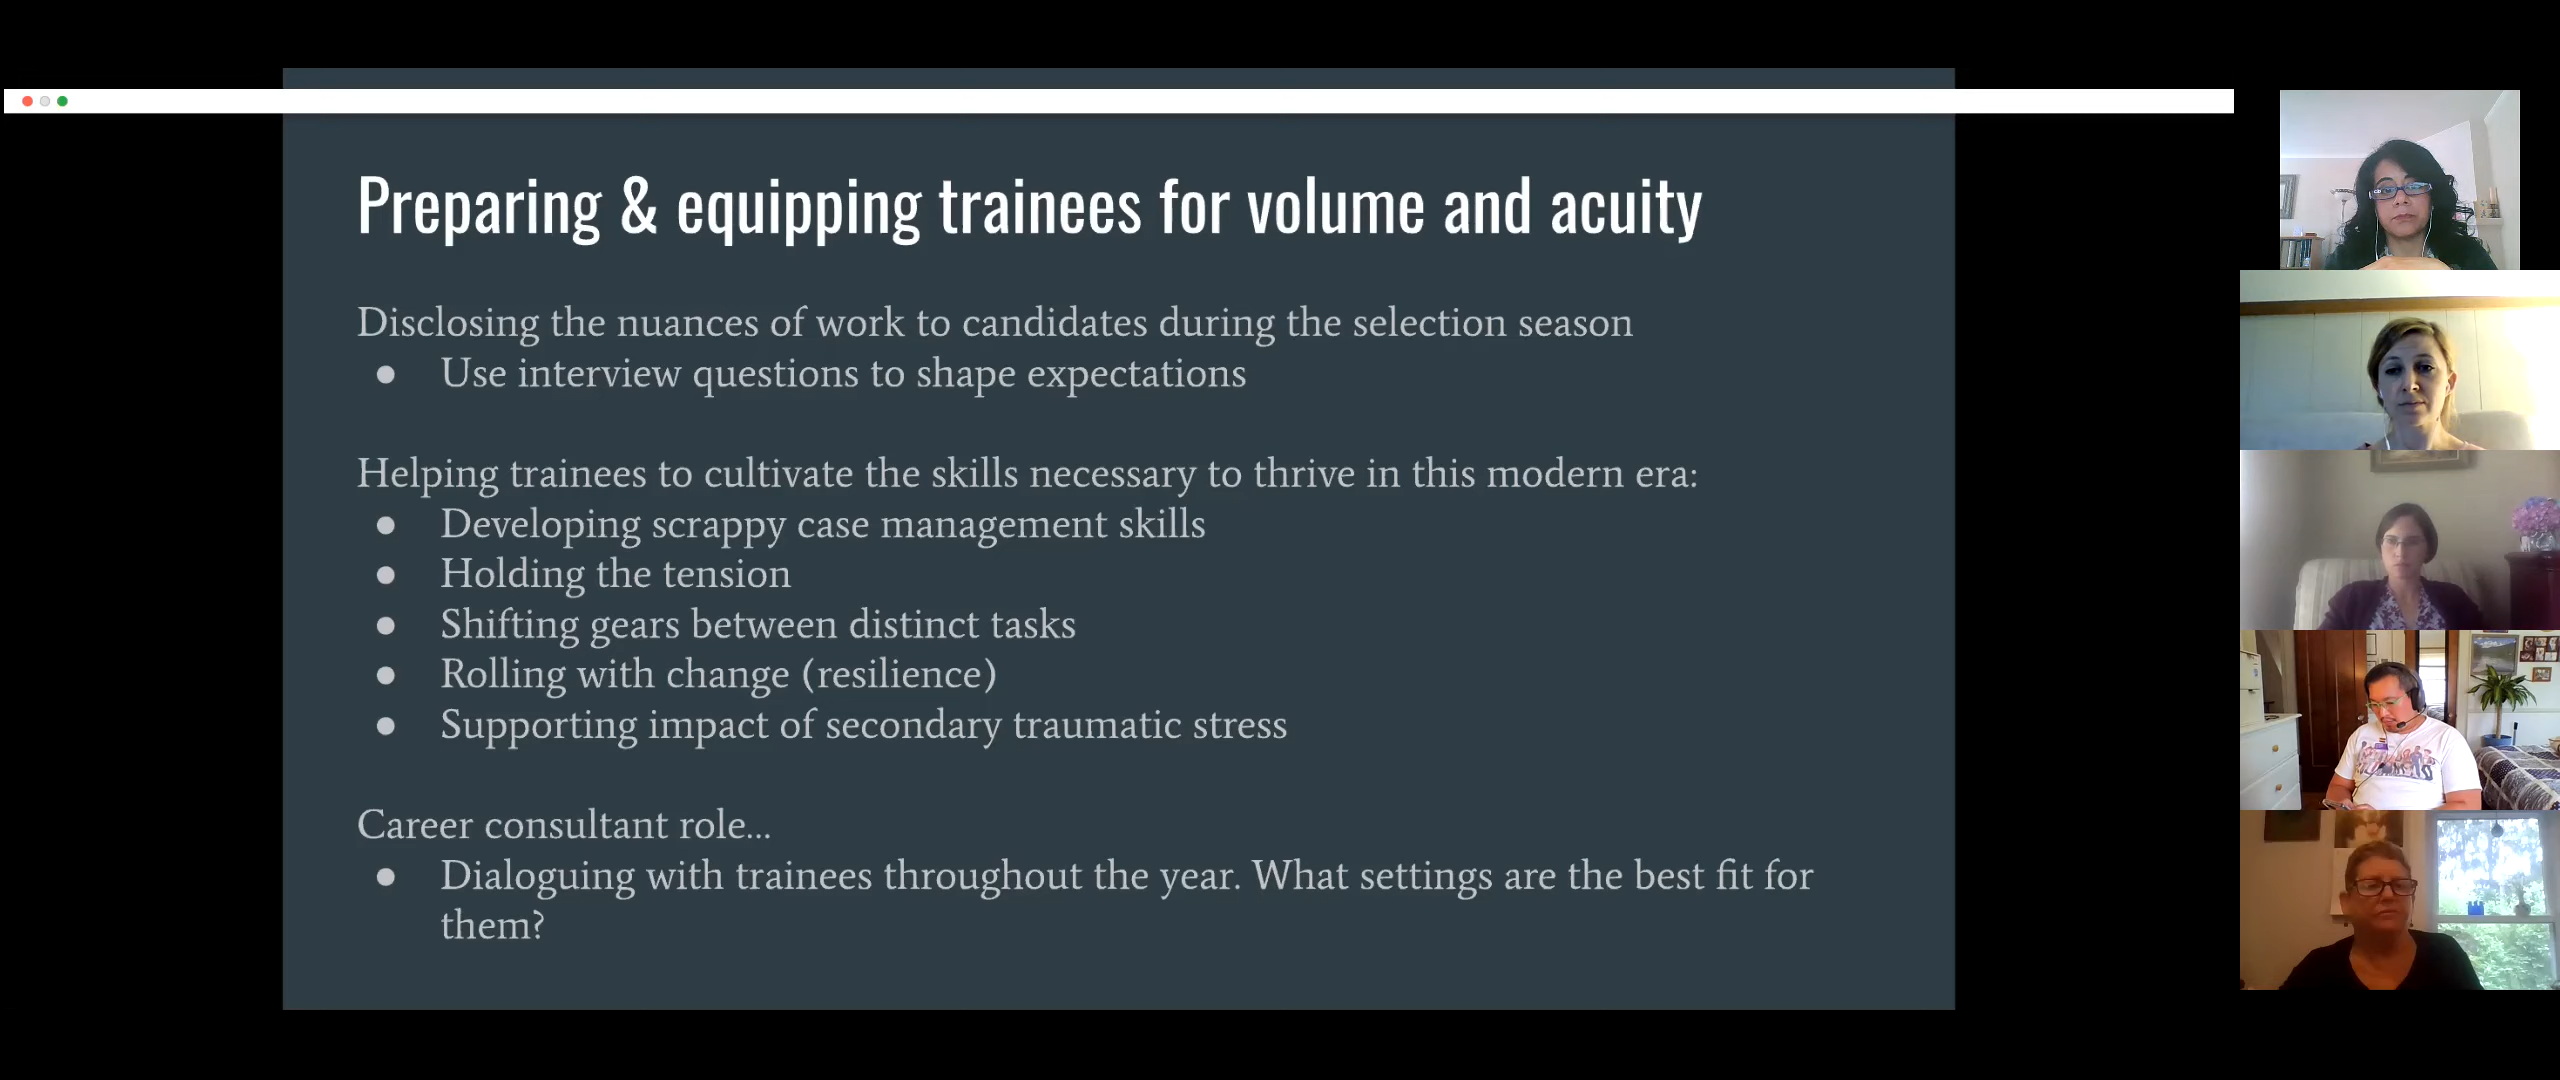 Preparing & equipping trainees for volume and acuity
Disclosing the nuances of work to candidates during the selection season
● Use interview questions to shape expectations
Helping trainees to cultivate the skills necessary to thrive in this modern era:
● Developing scrappy case management skills
● Holding the tension
● Shifting gears between distinct tasks
● Rolling with change (resilience)
● Supporting impact of secondary traumatic stress
Career consultant role...
● Dialoguing with trainees throughout the year. What settings are the best fit for
them?